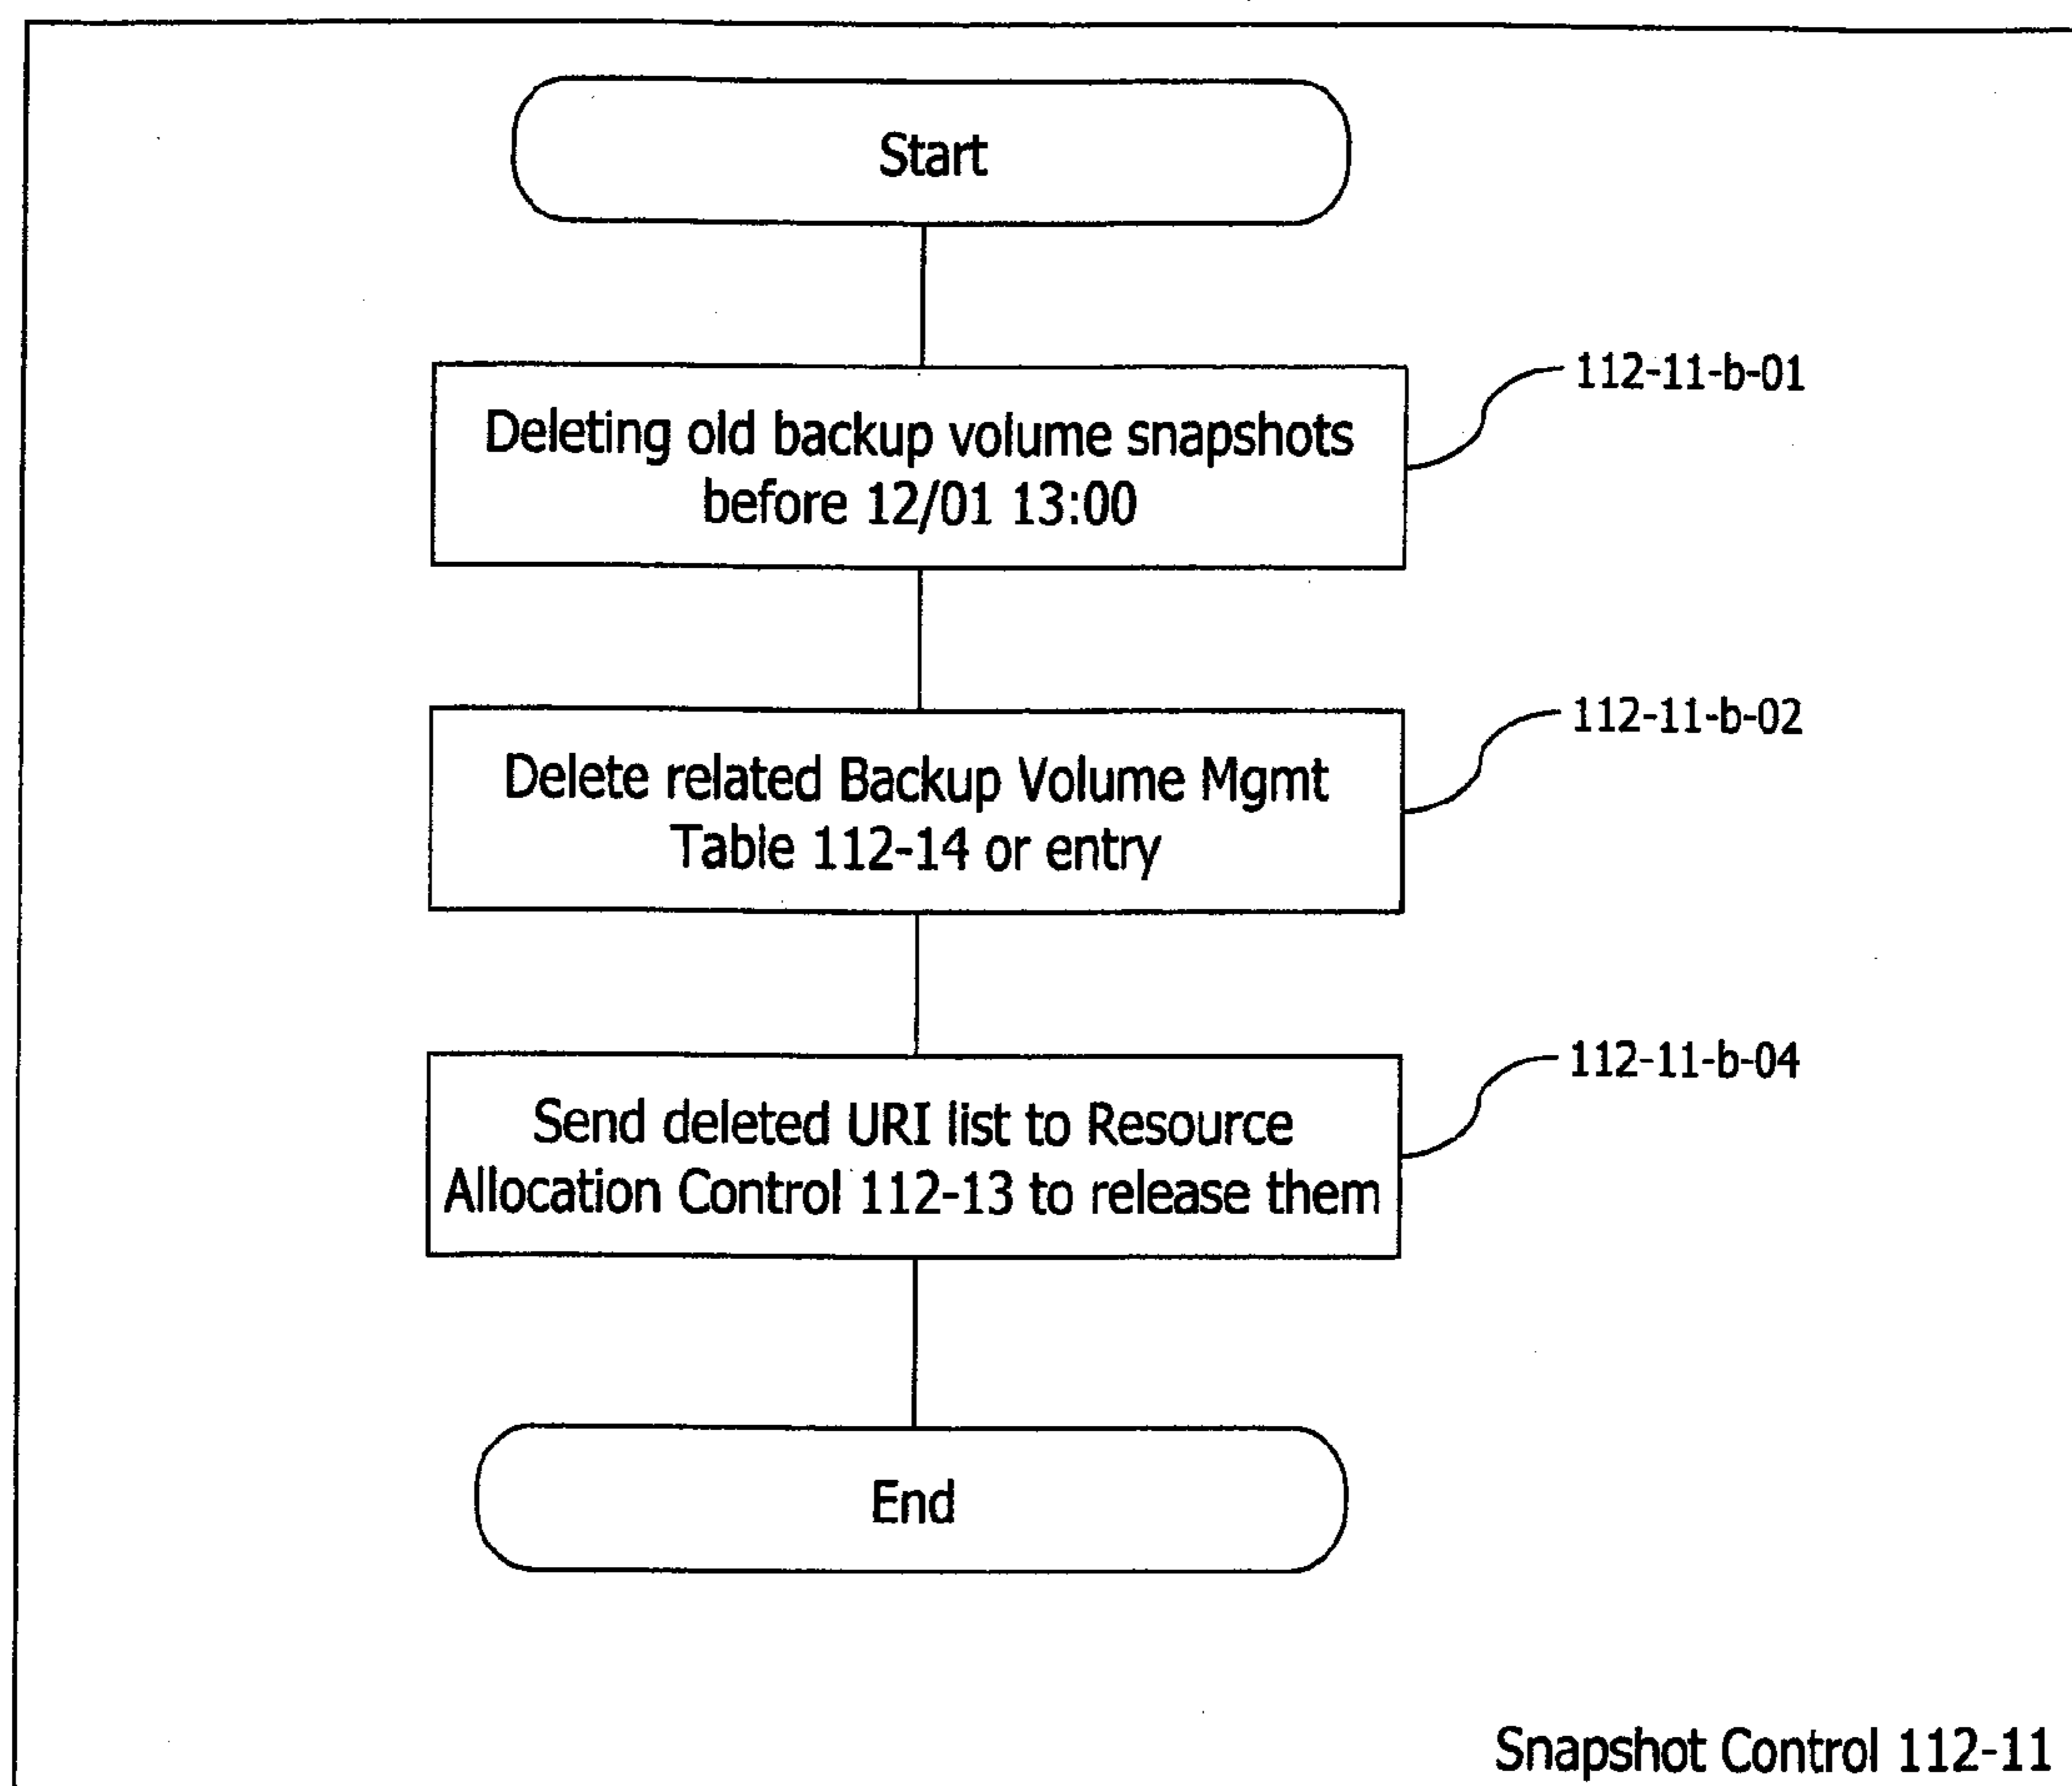 Start
112-11-b-01
Deleting old backup volume snapshots
before 12/01 13:00
112-11-b-02
Delete related Backup Volume Mgmt
Table 112-14 or entry
112-11-b-04
Send deleted URI list to Resource
Allocation Control 112-13 to release them
End
Snapshot Control 112-11